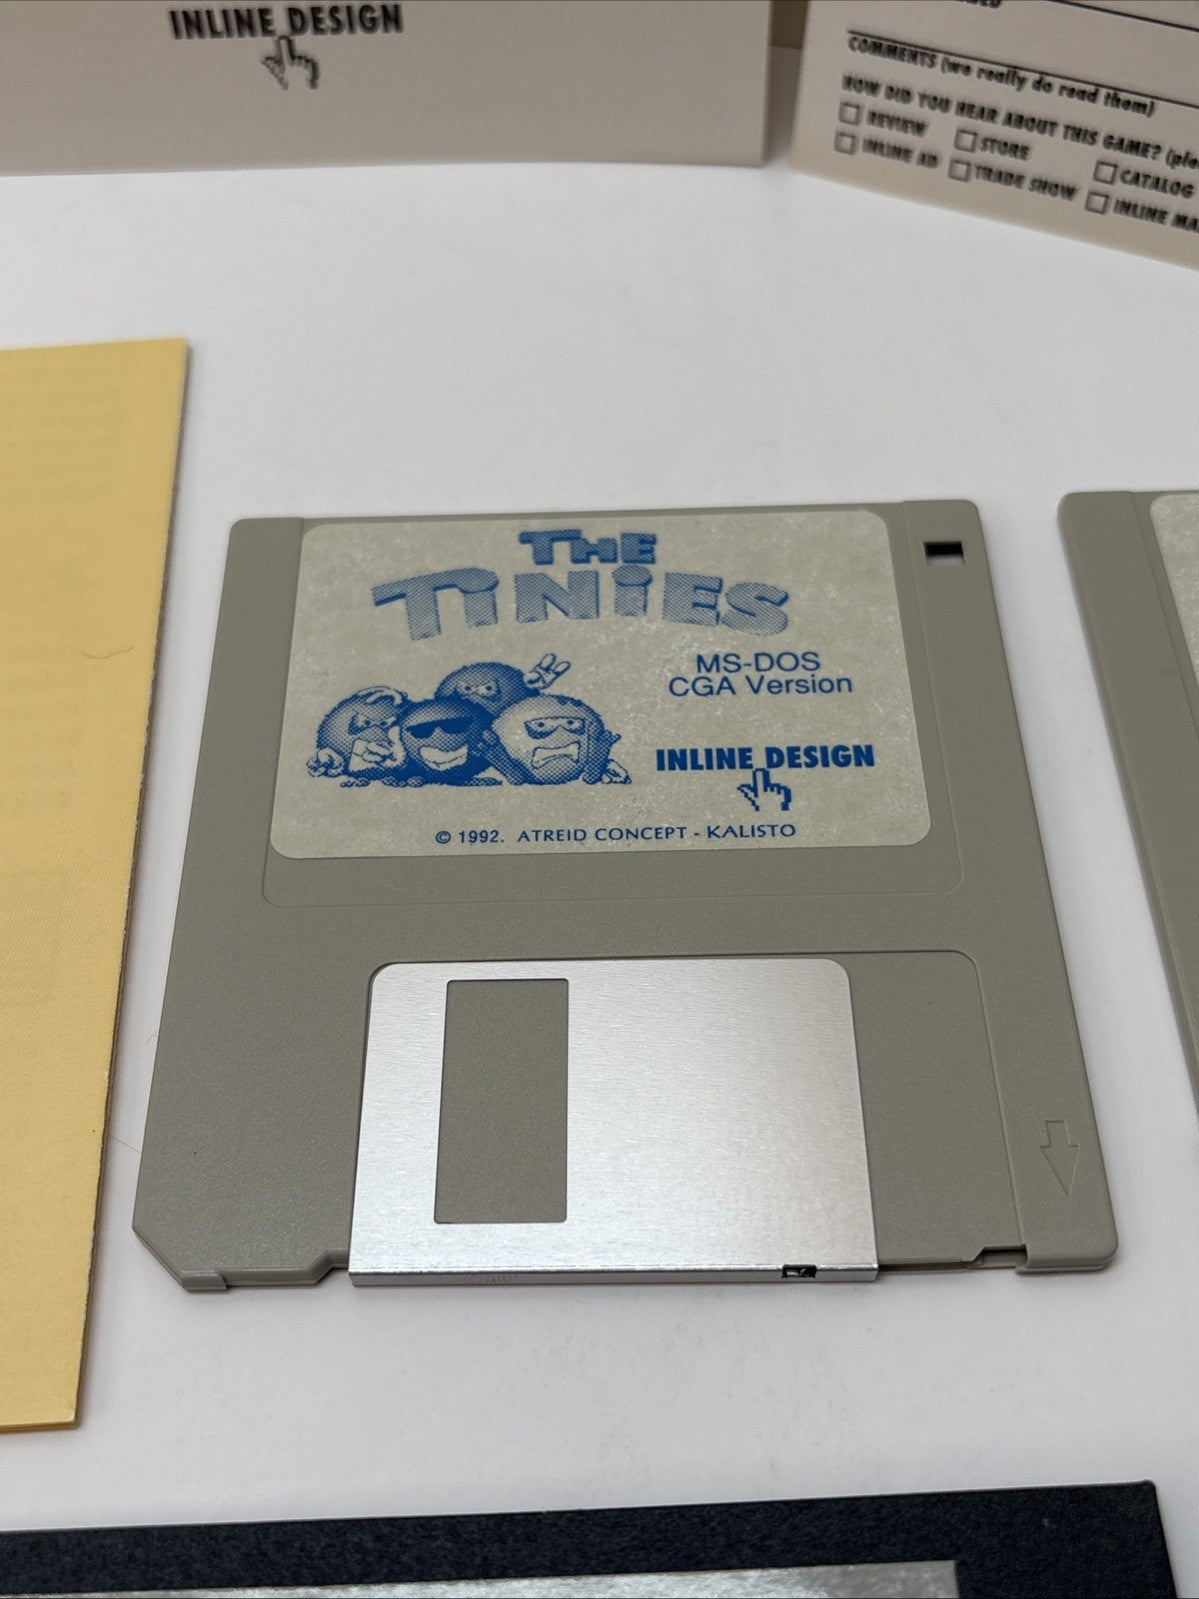 INLINE DESIGN
COMMENTS (we really do read them)
HOW DID YOU HEAR ABOUT THIS GAME?
REVIEW STORE CATALOG
INLINE AD TRADE SHOW INLINE
THE
TINIES
MS-DOS
CGA Version
INLINE DESIGN
© 1992. ATREID CONCEPT - KALISTO